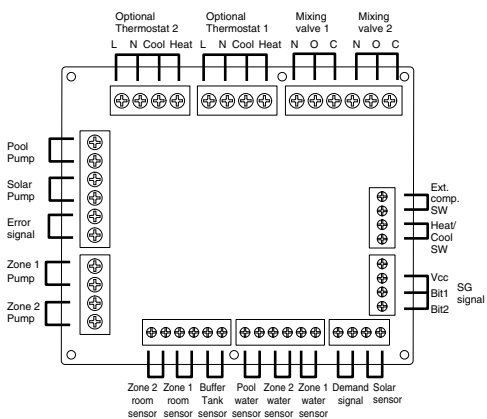 Optional
Thermostat 2
Optional
Thermostat 1
Mixing
valve 1
Mixing
valve 2
L N Cool Heat
L N Cool Heat
N O C
N O C
Pool
Pump
Solar
Pump
Error
signal
Zone 1
Pump
Zone 2
Pump
Ext.
comp.
SW
Heat/
Cool
SW
Vcc
Bit1
Bit2
SG
signal
Zone 2
room
sensor
Zone 1
room
sensor
Buffer
Tank
sensor
Pool
water
sensor
Zone 2
water
sensor
Zone 1
water
sensor
Demand
signal
Solar
sensor